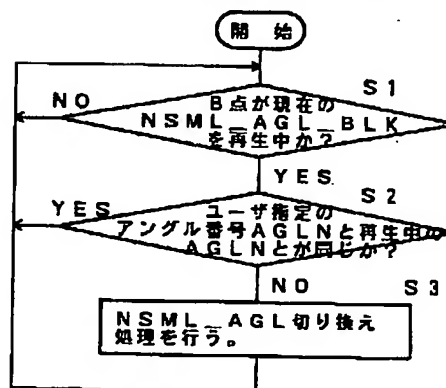 開 始
S1
NO
B点が現在の
NSML_AGL_BLK
を再生中か?
YES
S2
YES
ユーザ指定の
アングル番号AGLNと再生中の
AGLNとが同じか?
NO
S3
NSML_AGL切り換え
処理を行う。